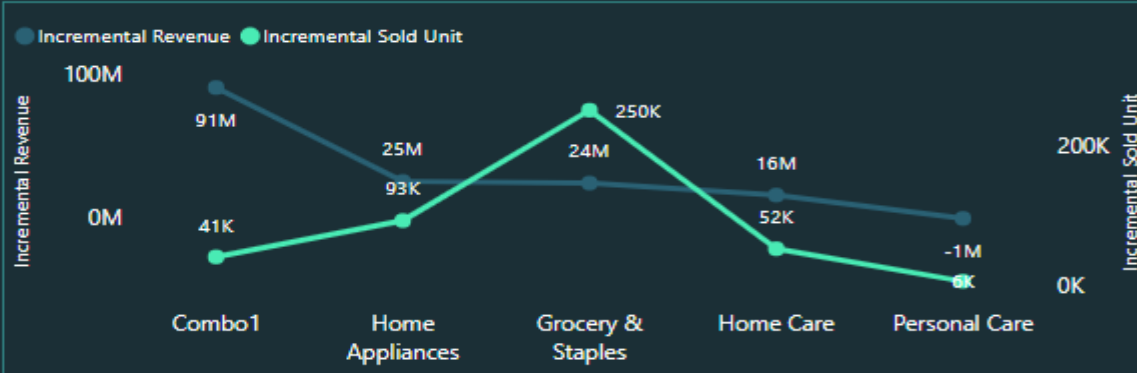 Incremental Revenue Incremental Sold Unit
100M
91M
25M
250K
24M
200K
16M
93K
0M
41K
52K
-1M
6K
0K
Incremental Revenue
Incremental Sold Unit
Combo1
Home
Appliances
Grocery &
Staples
Home Care
Personal Care